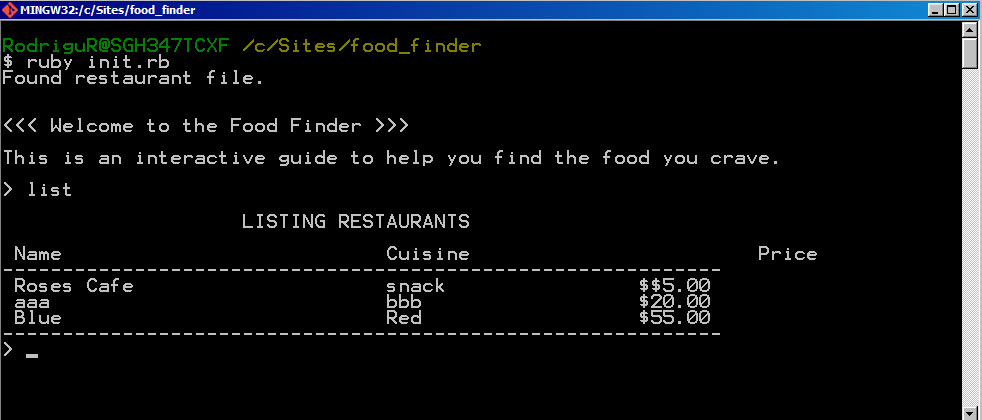 MINGW32:/c/Sites/food_finder
RodriguR@SGH347TCXF /c/Sites/food_finder
$ ruby init.rb
Found restaurant file.
<<< Welcome to the Food Finder >>>
This is an interactive guide to help you find the food you crave.
> list
LISTING RESTAURANTS
Name Cuisine Price
------------------------------------------------------------
Roses Cafe snack $$5.00
aaa bbb $20.00
Blue Red $55.00
------------------------------------------------------------
> _